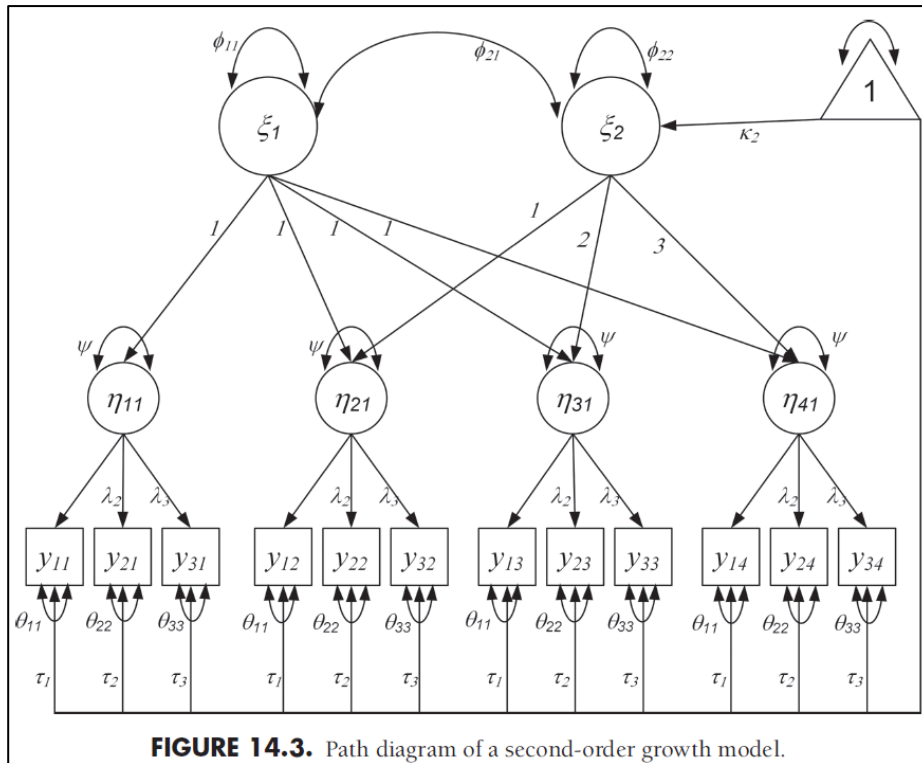 ϕ11 ϕ21 ϕ22
ξ1 ξ2 1
κ2
1 1 1 1 1 2 3
ψ ψ ψ ψ
η11 η21 η31 η41
λ2 λ3 λ2 λ3 λ2 λ3 λ2 λ3
y11 y21 y31 y12 y22 y32 y13 y23 y33 y14 y24 y34
θ11 θ22 θ33 θ11 θ22 θ33 θ11 θ22 θ33 θ11 θ22 θ33
τ1 τ2 τ3 τ1 τ2 τ3 τ1 τ2 τ3 τ1 τ2 τ3
FIGURE 14.3. Path diagram of a second-order growth model.